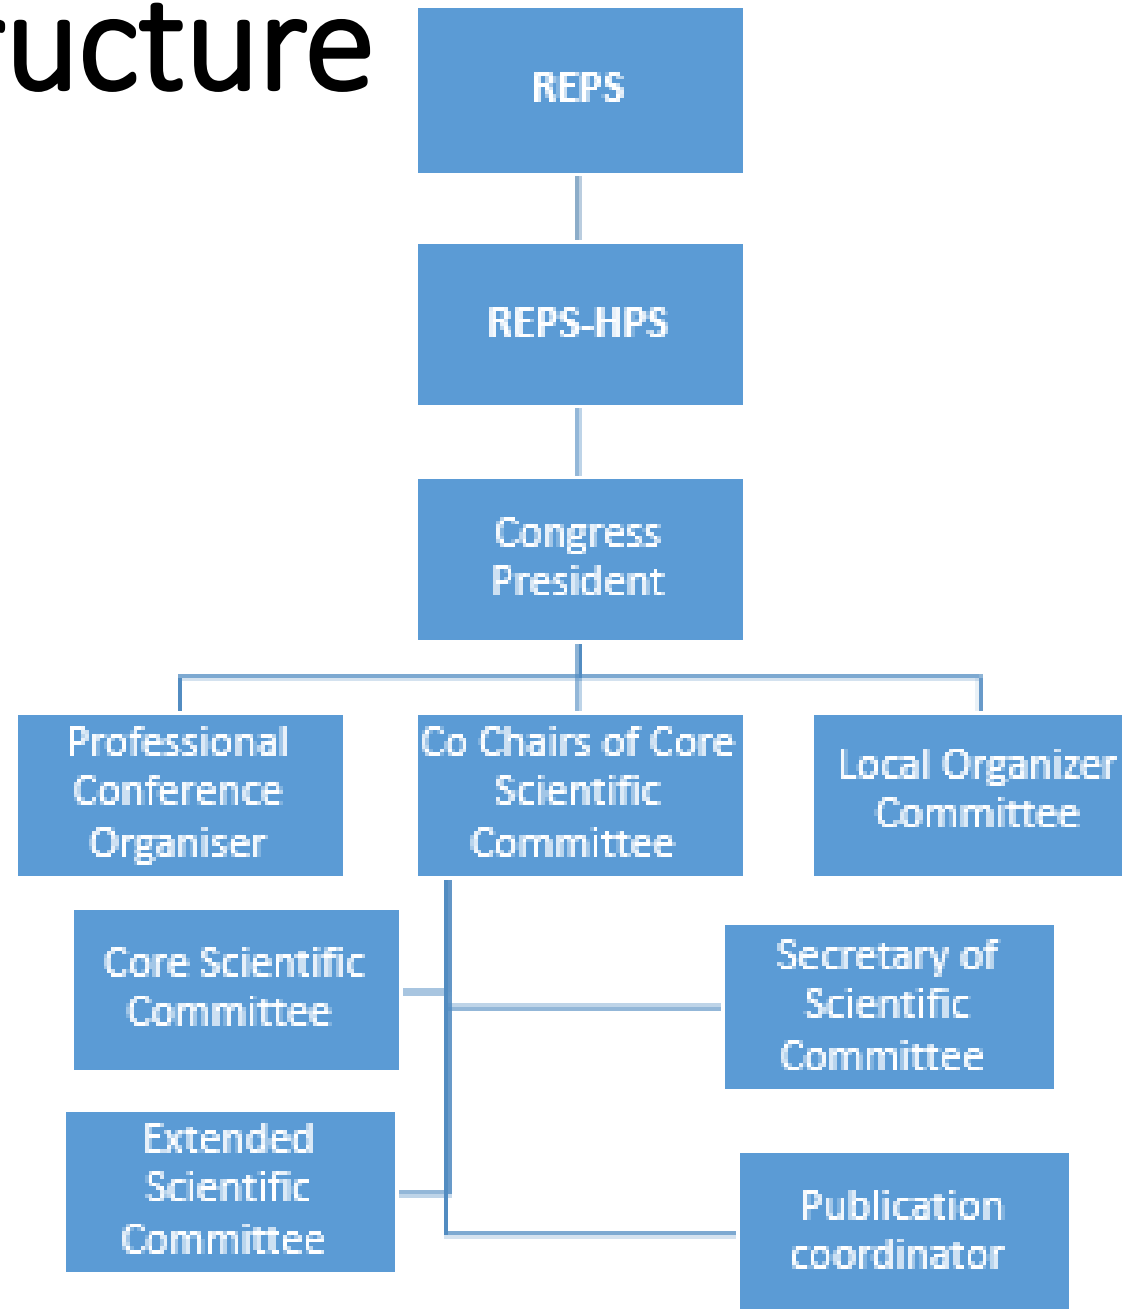 ructure
REPS
REPS-HPS
Congress
President
Professional
Conference
Organiser
Co Chairs of Core
Scientific
Committee
Local Organizer
Committee
Core Scientific
Committee
Secretary of
Scientific
Committee
Extended
Scientific
Committee
Publication
coordinator